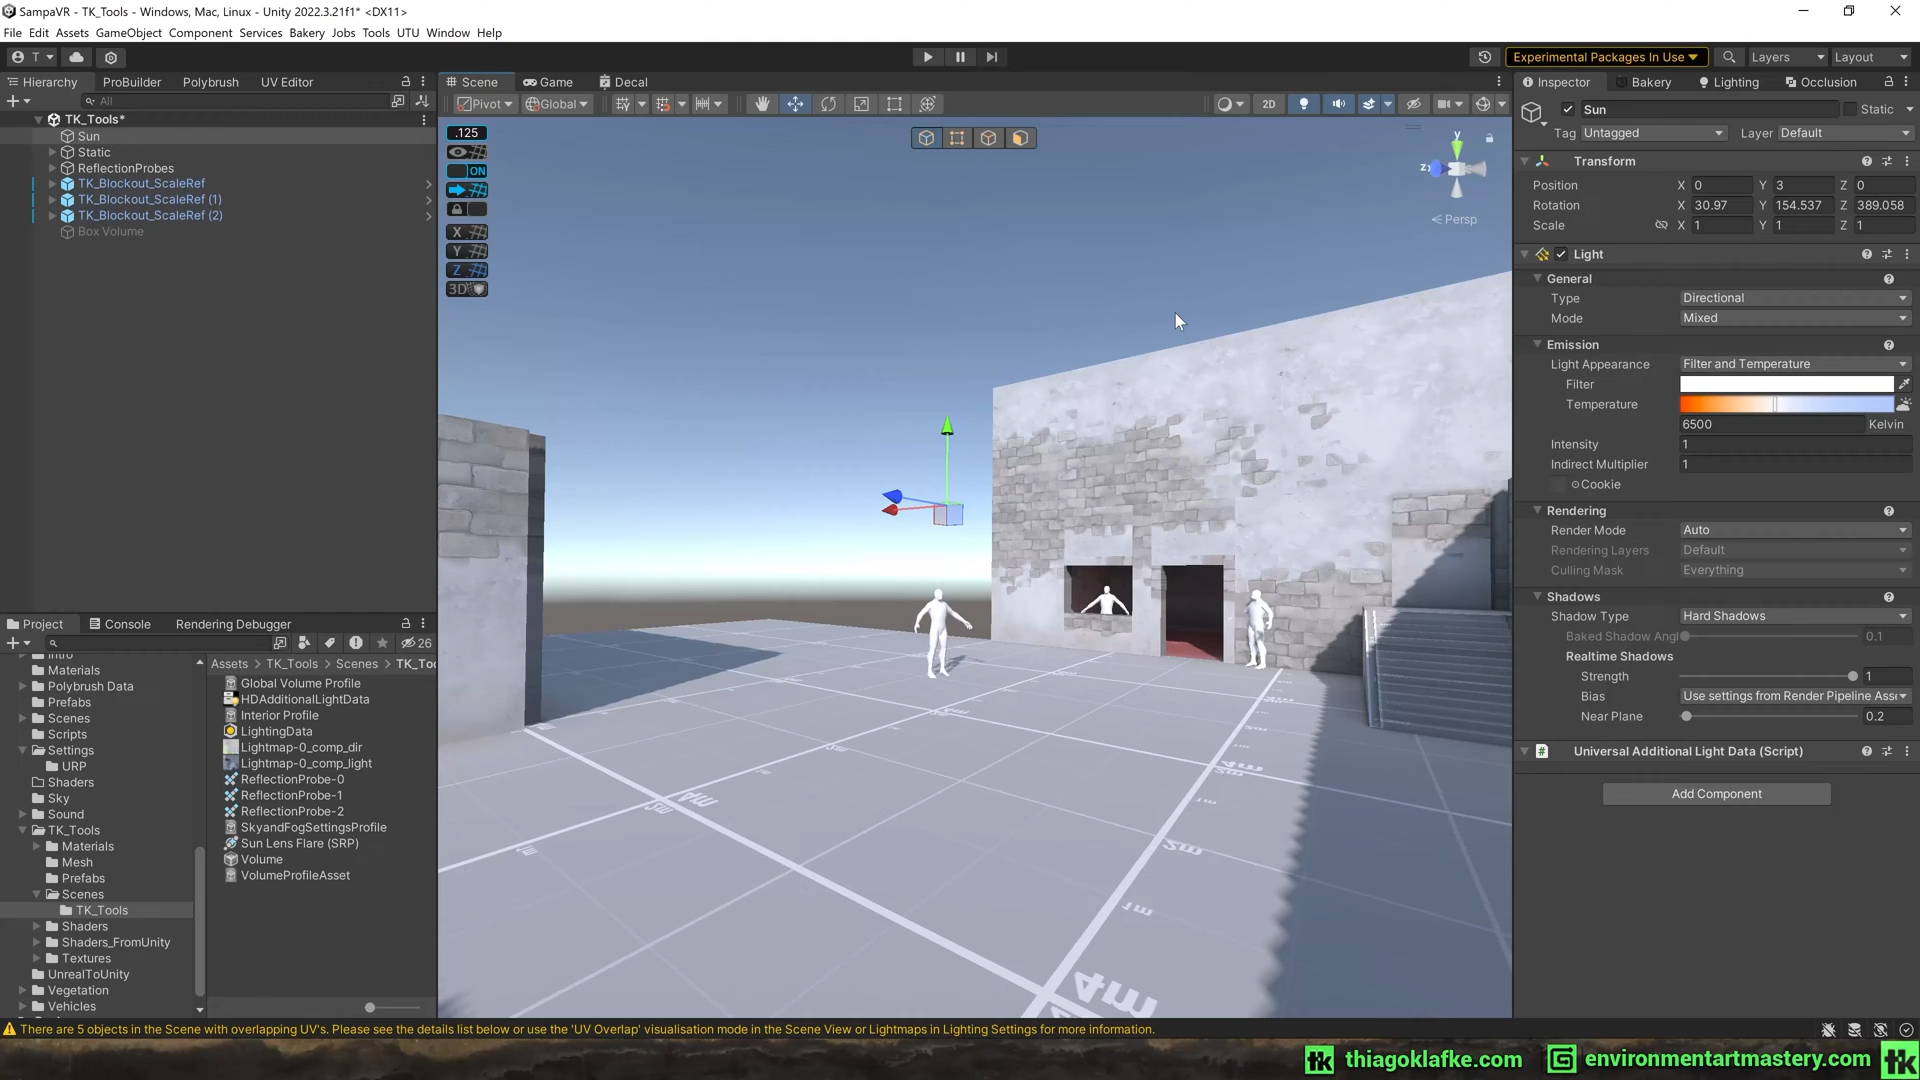 SampaVR - TK_Tools - Windows, Mac, Linux - Unity 2022.3.21f1* <DX11>
File Edit Assets GameObject Component Services Bakery Jobs Tools UTU Window Help
T Experimental Packages In Use Layers Layout
Hierarchy ProBuilder Polybrush UV Editor
All
TK_Tools*
Sun
Static
ReflectionProbes
TK_Blockout_ScaleRef
TK_Blockout_ScaleRef (1)
TK_Blockout_ScaleRef (2)
Box Volume
Scene Game Decal
Pivot Global 2D
.125
ON
X
Y
Z
3D
y
z
Persp
4m
2m
1m
4m
Inspector Bakery Lighting Occlusion
Sun Static
Tag Untagged Layer Default
Transform
Position X 0 Y 3 Z 0
Rotation X 30.97 Y 154.537 Z 389.058
Scale X 1 Y 1 Z 1
Light
General
Type Directional
Mode Mixed
Emission
Light Appearance Filter and Temperature
Filter
Temperature
6500 Kelvin
Intensity 1
Indirect Multiplier 1
Cookie
Rendering
Render Mode Auto
Rendering Layers Default
Culling Mask Everything
Shadows
Shadow Type Hard Shadows
Baked Shadow Angl 0.1
Realtime Shadows
Strength 1
Bias Use settings from Render Pipeline Asse
Near Plane 0.2
# Universal Additional Light Data (Script)
Add Component
Project Console Rendering Debugger
26
Intro
Materials
Polybrush Data
Prefabs
Scenes
Scripts
Settings
URP
Shaders
Sky
Sound
TK_Tools
Materials
Mesh
Prefabs
Scenes
TK_Tools
Shaders
Shaders_FromUnity
Textures
UnrealToUnity
Vegetation
Vehicles
Assets > TK_Tools > Scenes > TK_Too
Global Volume Profile
HDAdditionalLightData
Interior Profile
LightingData
Lightmap-0_comp_dir
Lightmap-0_comp_light
ReflectionProbe-0
ReflectionProbe-1
ReflectionProbe-2
SkyandFogSettingsProfile
Sun Lens Flare (SRP)
Volume
VolumeProfileAsset
There are 5 objects in the Scene with overlapping UV's. Please see the details list below or use the 'UV Overlap' visualisation mode in the Scene View or Lightmaps in Lighting Settings for more information.
tk thiagoklafke.com environmentartmastery.com tk